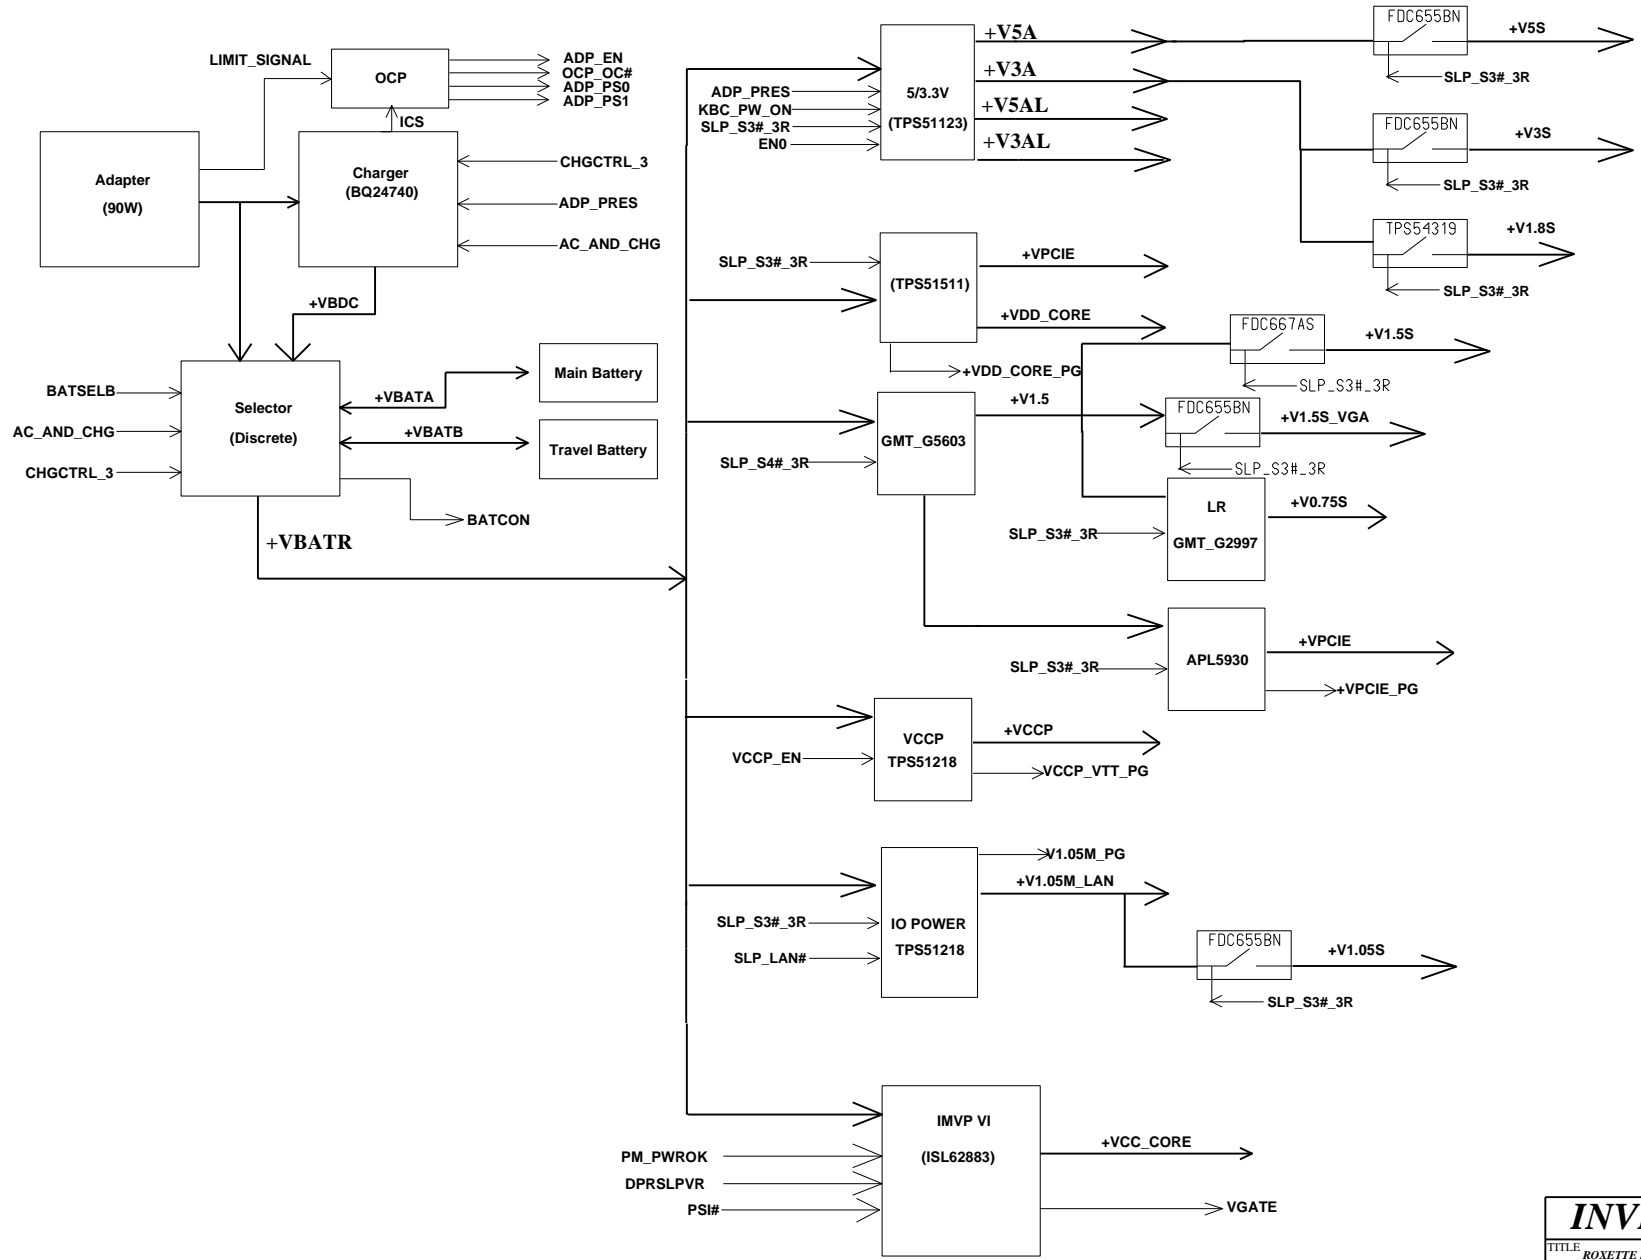 LIMIT_SIGNAL
OCP
ADP_EN
OCP_OC#
ADP_PS0
ADP_PS1
ICS
Adapter
(90W)
Charger
(BQ24740)
CHGCTRL_3
ADP_PRES
AC_AND_CHG
+VBDC
BATSELB
AC_AND_CHG
CHGCTRL_3
Selector
(Discrete)
+VBATA
Main Battery
+VBATB
Travel Battery
BATCON
+VBATR
ADP_PRES
KBC_PW_ON
SLP_S3#_3R
EN0
5/3.3V
(TPS51123)
+V5A
+V3A
+V5AL
+V3AL
FDC655BN
+V5S
SLP_S3#_3R
FDC655BN
+V3S
SLP_S3#_3R
TPS54319
+V1.8S
SLP_S3#_3R
SLP_S3#_3R
(TPS51511)
+VPCIE
+VDD_CORE
+VDD_CORE_PG
FDC667AS
+V1.5S
SLP_S3#_3R
GMT_G5603
+V1.5
SLP_S4#_3R
FDC655BN
+V1.5S_VGA
SLP_S3#_3R
LR
GMT_G2997
+V0.75S
SLP_S3#_3R
APL5930
+VPCIE
SLP_S3#_3R
+VPCIE_PG
VCCP
TPS51218
+VCCP
VCCP_EN
VCCP_VTT_PG
V1.05M_PG
+V1.05M_LAN
IO POWER
TPS51218
SLP_S3#_3R
SLP_LAN#
FDC655BN
+V1.05S
SLP_S3#_3R
IMVP VI
(ISL62883)
+VCC_CORE
PM_PWROK
DPRSLPVR
PSI#
VGATE
TITLE
ROXETTE